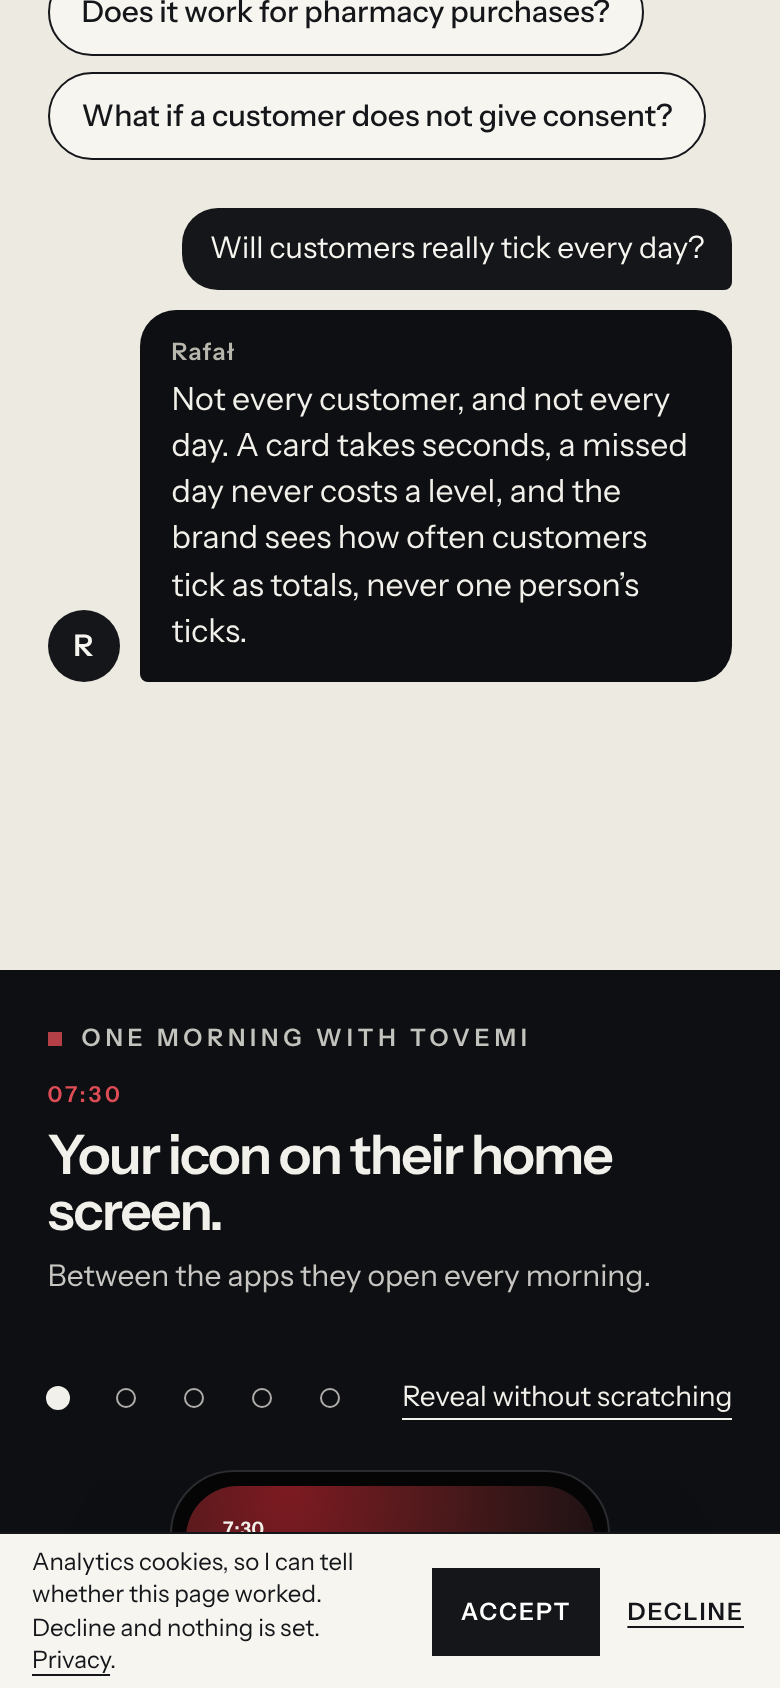 Does it work for pharmacy purchases?
What if a customer does not give consent?
Will customers really tick every day?
Rafał
Not every customer, and not every
day. A card takes seconds, a missed
day never costs a level, and the
brand sees how often customers
tick as totals, never one person’s
ticks.
R
ONE MORNING WITH TOVEMI
07:30
Your icon on their home
screen.
Between the apps they open every morning.
Reveal without scratching
7:30
Analytics cookies, so I can tell
whether this page worked.
Decline and nothing is set.
Privacy.
ACCEPT
DECLINE